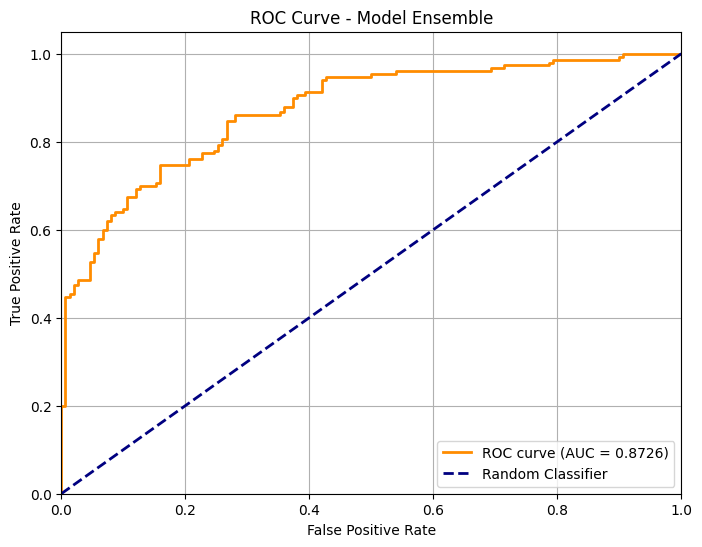 ROC Curve - Model Ensemble
True Positive Rate
1.0
0.8
0.6
0.4
0.2
0.0
ROC curve (AUC = 0.8726)
Random Classifier
0.0 0.2 0.4 0.6 0.8 1.0
False Positive Rate